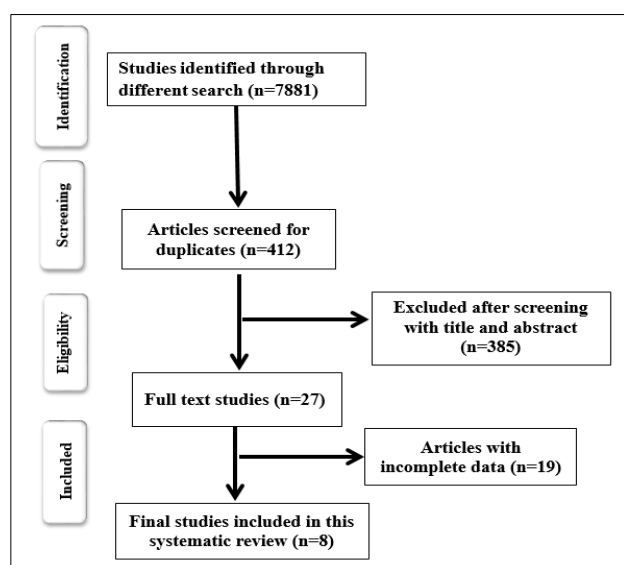 Identification
Studies identified through
different search (n=7881)
Screening
Articles screened for
duplicates (n=412)
Eligibility
Excluded after screening
with title and abstract
(n=385)
Full text studies (n=27)
Included
Articles with
incomplete data (n=19)
Final studies included in this
systematic review (n=8)